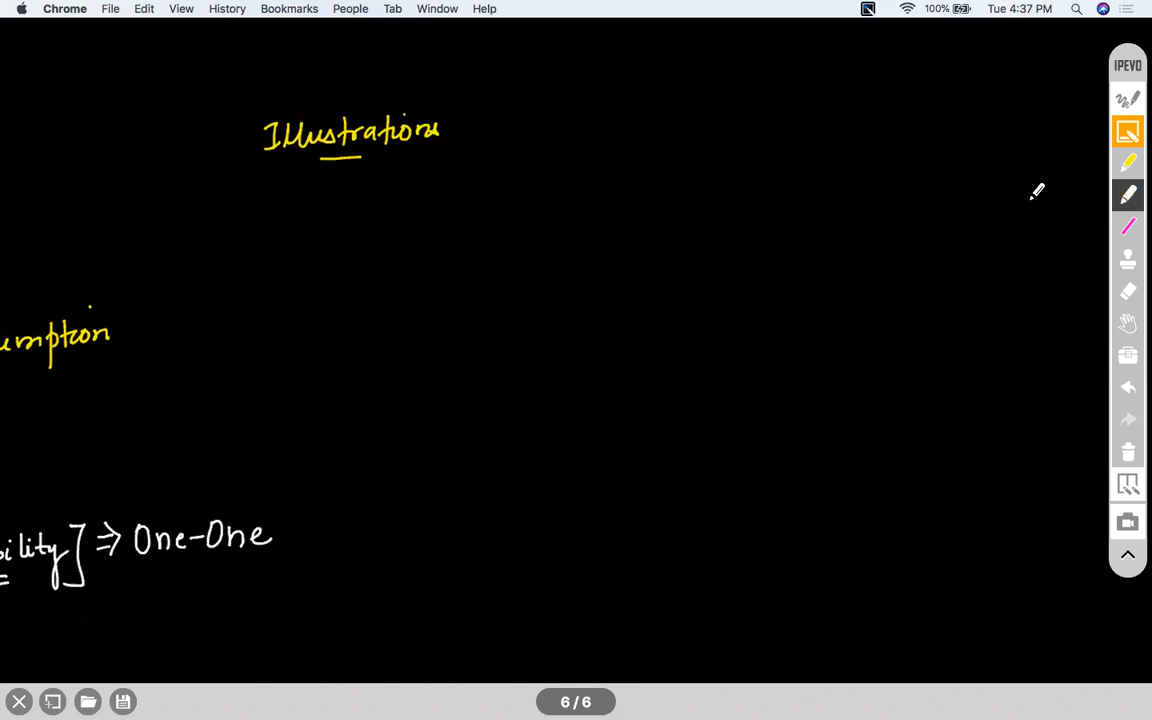 Chrome File Edit View History Bookmarks People Tab Window Help 100% Tue 4:37 PM
IPEVO
Illustrations
umption
bility] ⇒ One-One
6 / 6